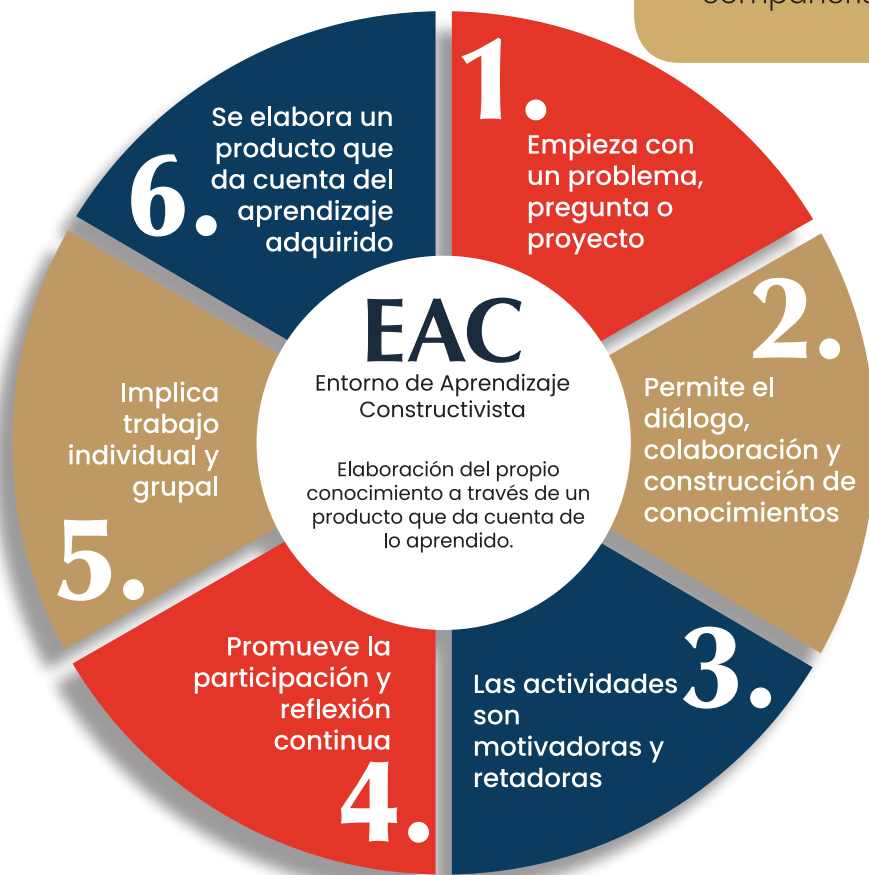 1.
Empieza con
un problema,
pregunta o
proyecto
2.
Permite el
diálogo,
colaboración y
construcción de
conocimientos
3.
Las actividades
son
motivadoras y
retadoras
4.
Promueve la
participación y
reflexión
continua
5.
Implica
trabajo
individual y
grupal
6.
Se elabora un
producto que
da cuenta del
aprendizaje
adquirido
EAC
Entorno de Aprendizaje
Constructivista
Elaboración del propio
conocimiento a través de un
producto que da cuenta de
lo aprendido.